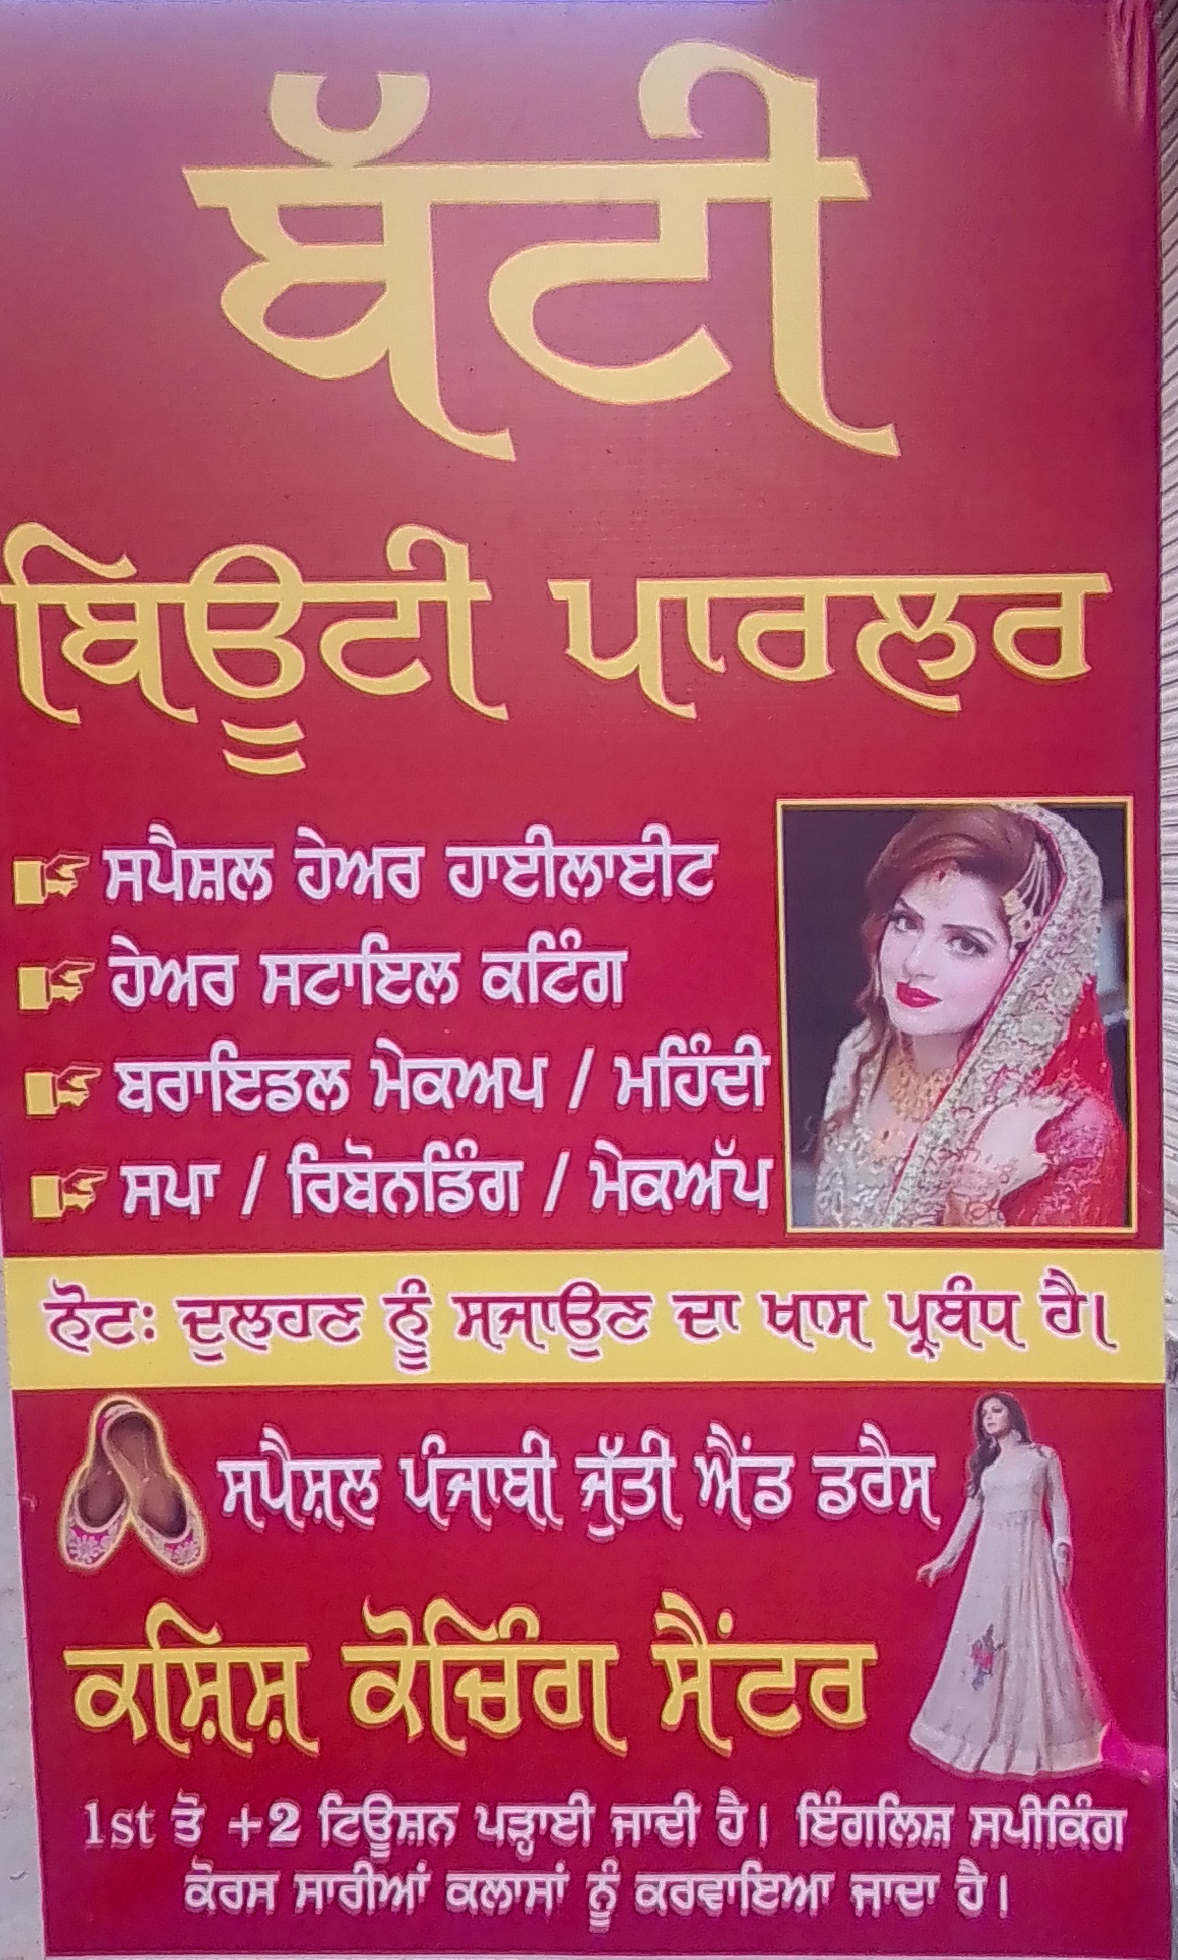 ਬੱਟੀ
ਬਿਊਟੀ ਪਾਰਲਰ
ਸਪੈਸ਼ਲ ਹੇਅਰ ਹਾਈਲਾਈਟ
ਹੇਅਰ ਸਟਾਇਲ ਕਟਿੰਗ
ਬਰਾਇਡਲ ਮੇਕਅਪ / ਮਹਿੰਦੀ
ਸਪਾ / ਰਿਬੋਨਡਿੰਗ / ਮੇਕਅੱਪ
ਨੋਟ: ਦੁਲਹਣ ਨੂੰ ਸਜਾਉਣ ਦਾ ਖਾਸ ਪ੍ਰਬੰਧ ਹੈ।
ਸਪੈਸ਼ਲ ਪੰਜਾਬੀ ਜੁੱਤੀ ਐਂਡ ਡਰੈਸ
ਕਸ਼ਿਸ਼ ਕੋਚਿੰਗ ਸੈਂਟਰ
1st ਤੋ +2 ਟਿਊਸ਼ਨ ਪੜ੍ਹਾਈ ਜਾਦੀ ਹੈ। ਇੰਗਲਿਸ਼ ਸਪੀਕਿੰਗ
ਕੋਰਸ ਸਾਰੀਆਂ ਕਲਾਸਾਂ ਨੂੰ ਕਰਵਾਇਆ ਜਾਦਾ ਹੈ।